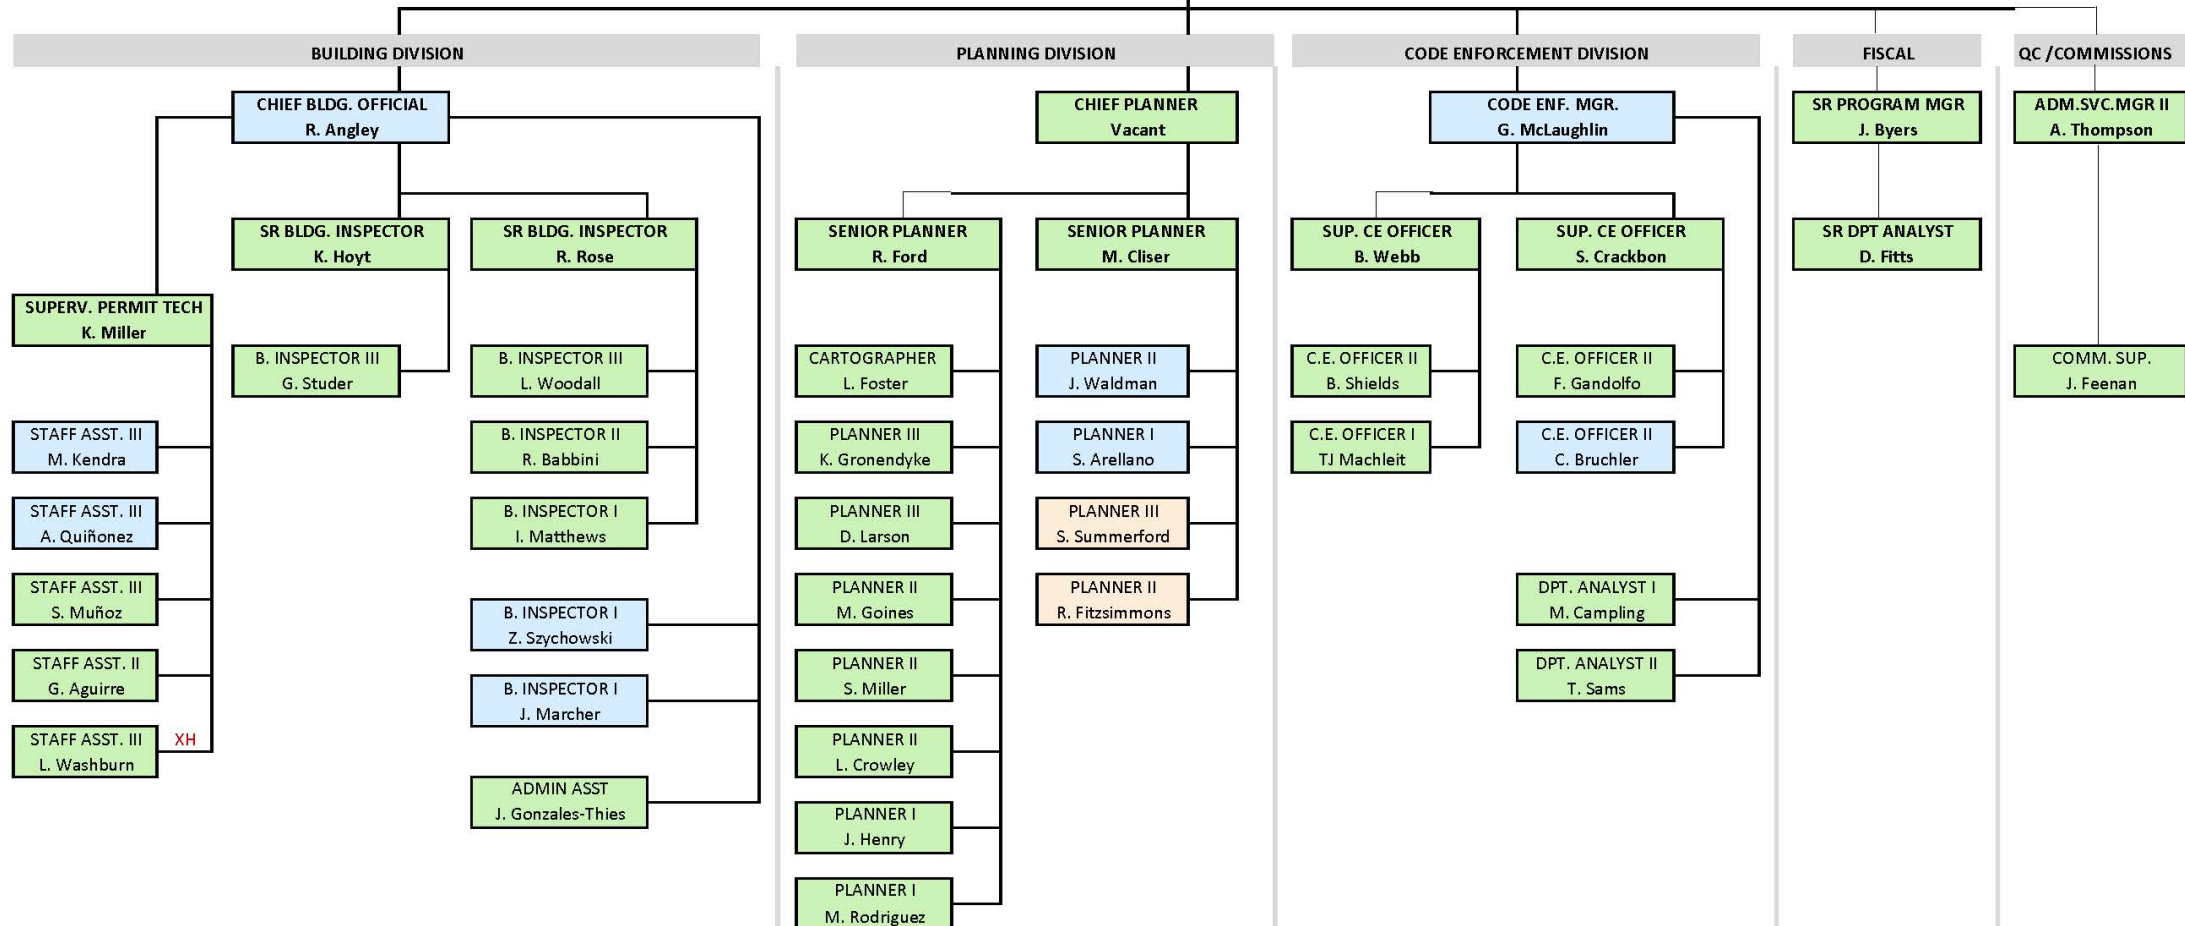 BUILDING DIVISION
CHIEF BLDG. OFFICIAL
R. Angley
SR BLDG. INSPECTOR
K. Hoyt
SR BLDG. INSPECTOR
R. Rose
SUPERV. PERMIT TECH
K. Miller
B. INSPECTOR III
G. Studer
B. INSPECTOR III
L. Woodall
STAFF ASST. III
M. Kendra
B. INSPECTOR II
R. Babbini
STAFF ASST. III
A. Quiñonez
B. INSPECTOR I
I. Matthews
STAFF ASST. III
S. Muñoz
B. INSPECTOR I
Z. Szychowski
STAFF ASST. II
G. Aguirre
B. INSPECTOR I
J. Marcher
STAFF ASST. III
L. Washburn
XH
ADMIN ASST
J. Gonzales-Thies
PLANNING DIVISION
CHIEF PLANNER
Vacant
SENIOR PLANNER
R. Ford
CARTOGRAPHER
L. Foster
PLANNER III
K. Gronendyke
PLANNER III
D. Larson
PLANNER II
M. Goines
PLANNER II
S. Miller
PLANNER II
L. Crowley
PLANNER I
J. Henry
PLANNER I
M. Rodriguez
SENIOR PLANNER
M. Cliser
PLANNER II
J. Waldman
PLANNER I
S. Arellano
PLANNER III
S. Summerford
PLANNER II
R. Fitzsimmons
CODE ENFORCEMENT DIVISION
CODE ENF. MGR.
G. McLaughlin
SUP. CE OFFICER
B. Webb
C.E. OFFICER II
B. Shields
C.E. OFFICER I
TJ Machleit
SUP. CE OFFICER
S. Crackbon
C.E. OFFICER II
F. Gandolfo
C.E. OFFICER II
C. Bruchler
DPT. ANALYST I
M. Campling
DPT. ANALYST II
T. Sams
FISCAL
SR PROGRAM MGR
J. Byers
SR DPT ANALYST
D. Fitts
QC /COMMISSIONS
ADM.SVC.MGR II
A. Thompson
COMM. SUP.
J. Feenan